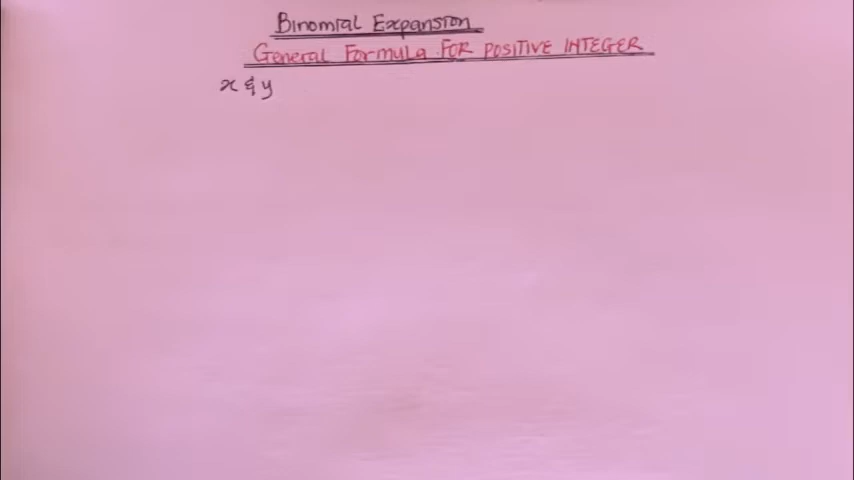 Binomial Expansion
General Formula FOR POSITIVE INTEGER
x & y